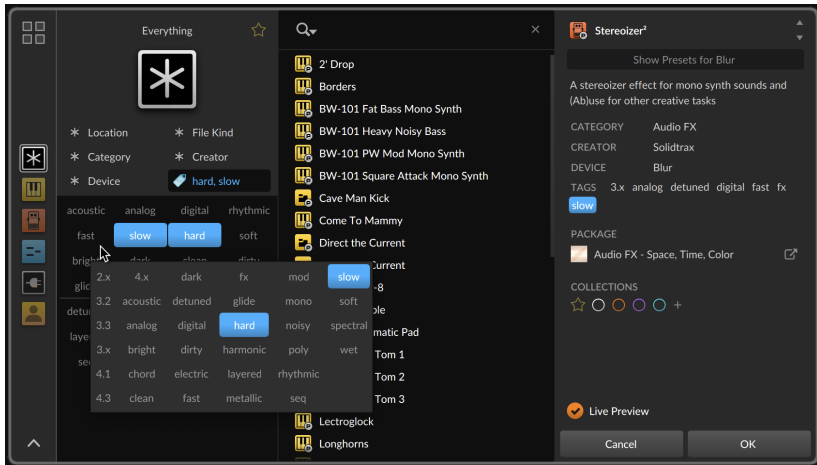 Everything
Location
File Kind
Category
Creator
Device
hard, slow
acoustic analog digital rhythmic
fast slow hard soft
2.x 4.x dark fx mod slow
3.2 acoustic detuned glide mono soft
3.3 analog digital hard noisy spectral
3.x bright dirty harmonic poly wet
4.1 chord electric layered rhythmic
4.3 clean fast metallic seq
2' Drop
Borders
BW-101 Fat Bass Mono Synth
BW-101 Heavy Noisy Bass
BW-101 PW Mod Mono Synth
BW-101 Square Attack Mono Synth
Cave Man Kick
Come To Mammy
Direct the Current
Current
-8
matic Pad
Tom 1
Tom 2
Tom 3
Lectroglock
Longhorns
Stereoizer²
Show Presets for Blur
A stereoizer effect for mono synth sounds and
(Ab)use for other creative tasks
CATEGORY Audio FX
CREATOR Solidtrax
DEVICE Blur
TAGS 3.x analog detuned digital fast fx
slow
PACKAGE
Audio FX - Space, Time, Color
COLLECTIONS
Live Preview
Cancel
OK